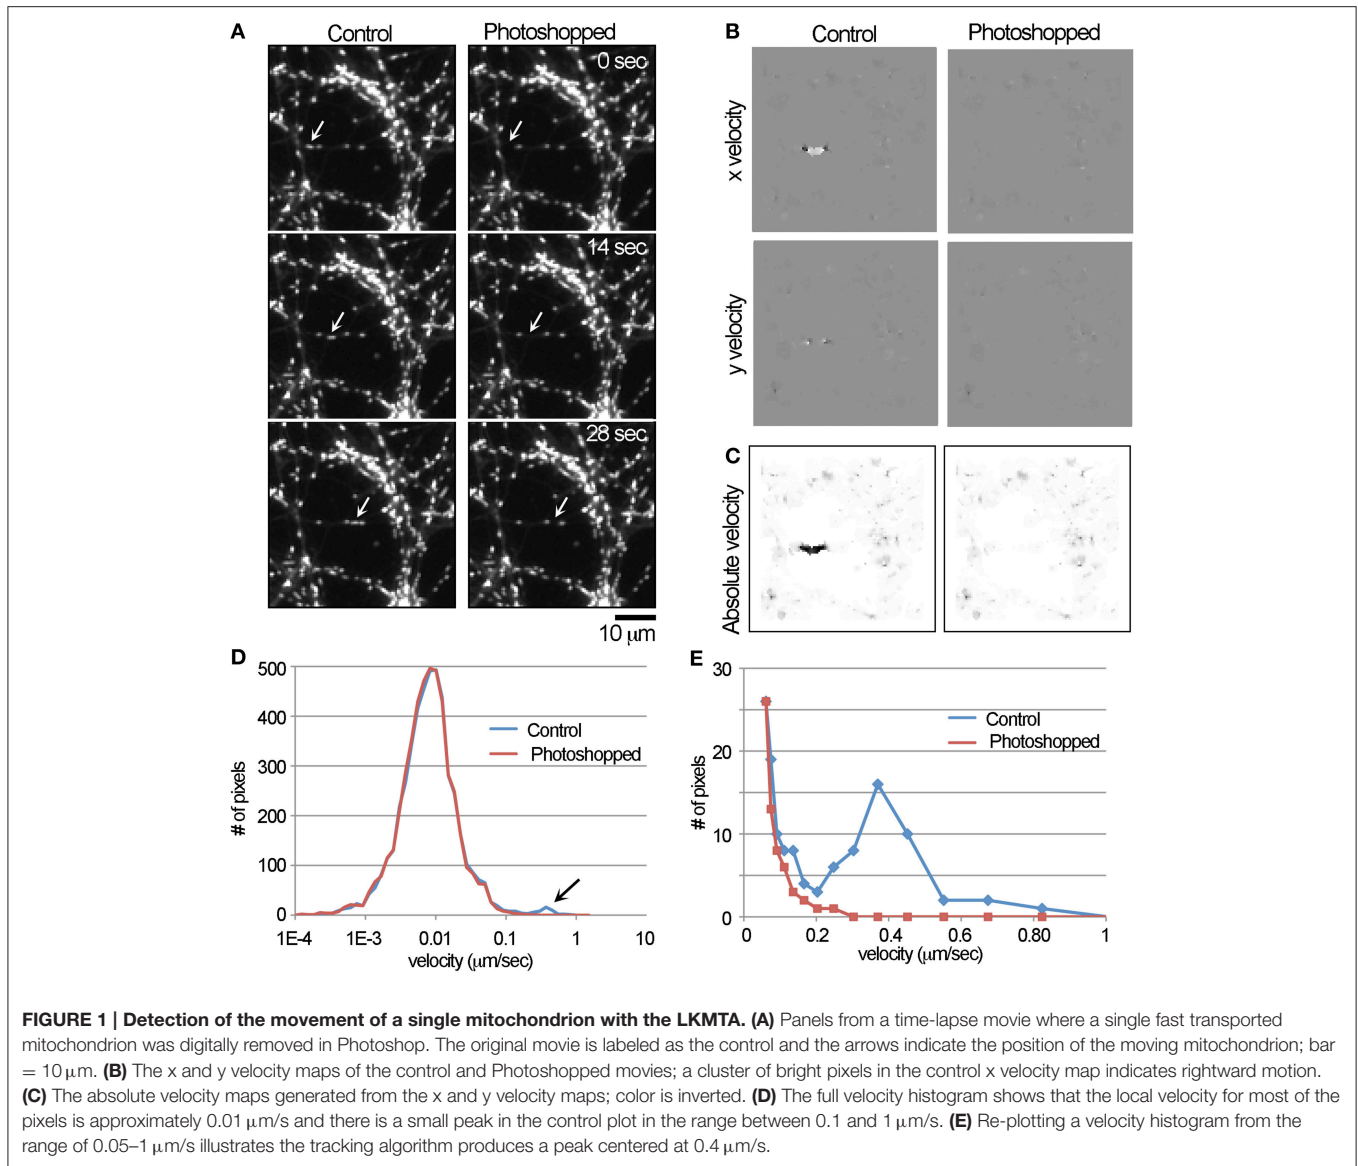 A
Control
Photoshopped
0 sec
14 sec
28 sec
10 μm
B
Control
Photoshopped
x velocity
y velocity
C
Absolute velocity
D
500
400
300
200
100
0
# of pixels
Control
Photoshopped
1E-4 1E-3 0.01 0.1 1 10
velocity (μm/sec)
E
30
20
10
0
# of pixels
Control
Photoshopped
0 0.2 0.4 0.6 0.80 1
velocity (μm/sec)
FIGURE 1 | Detection of the movement of a single mitochondrion with the LKMTA. (A) Panels from a time-lapse movie where a single fast transported
mitochondrion was digitally removed in Photoshop. The original movie is labeled as the control and the arrows indicate the position of the moving mitochondrion; bar
= 10 μm. (B) The x and y velocity maps of the control and Photoshopped movies; a cluster of bright pixels in the control x velocity map indicates rightward motion.
(C) The absolute velocity maps generated from the x and y velocity maps; color is inverted. (D) The full velocity histogram shows that the local velocity for most of the
pixels is approximately 0.01 μm/s and there is a small peak in the control plot in the range between 0.1 and 1 μm/s. (E) Re-plotting a velocity histogram from the
range of 0.05–1 μm/s illustrates the tracking algorithm produces a peak centered at 0.4 μm/s.